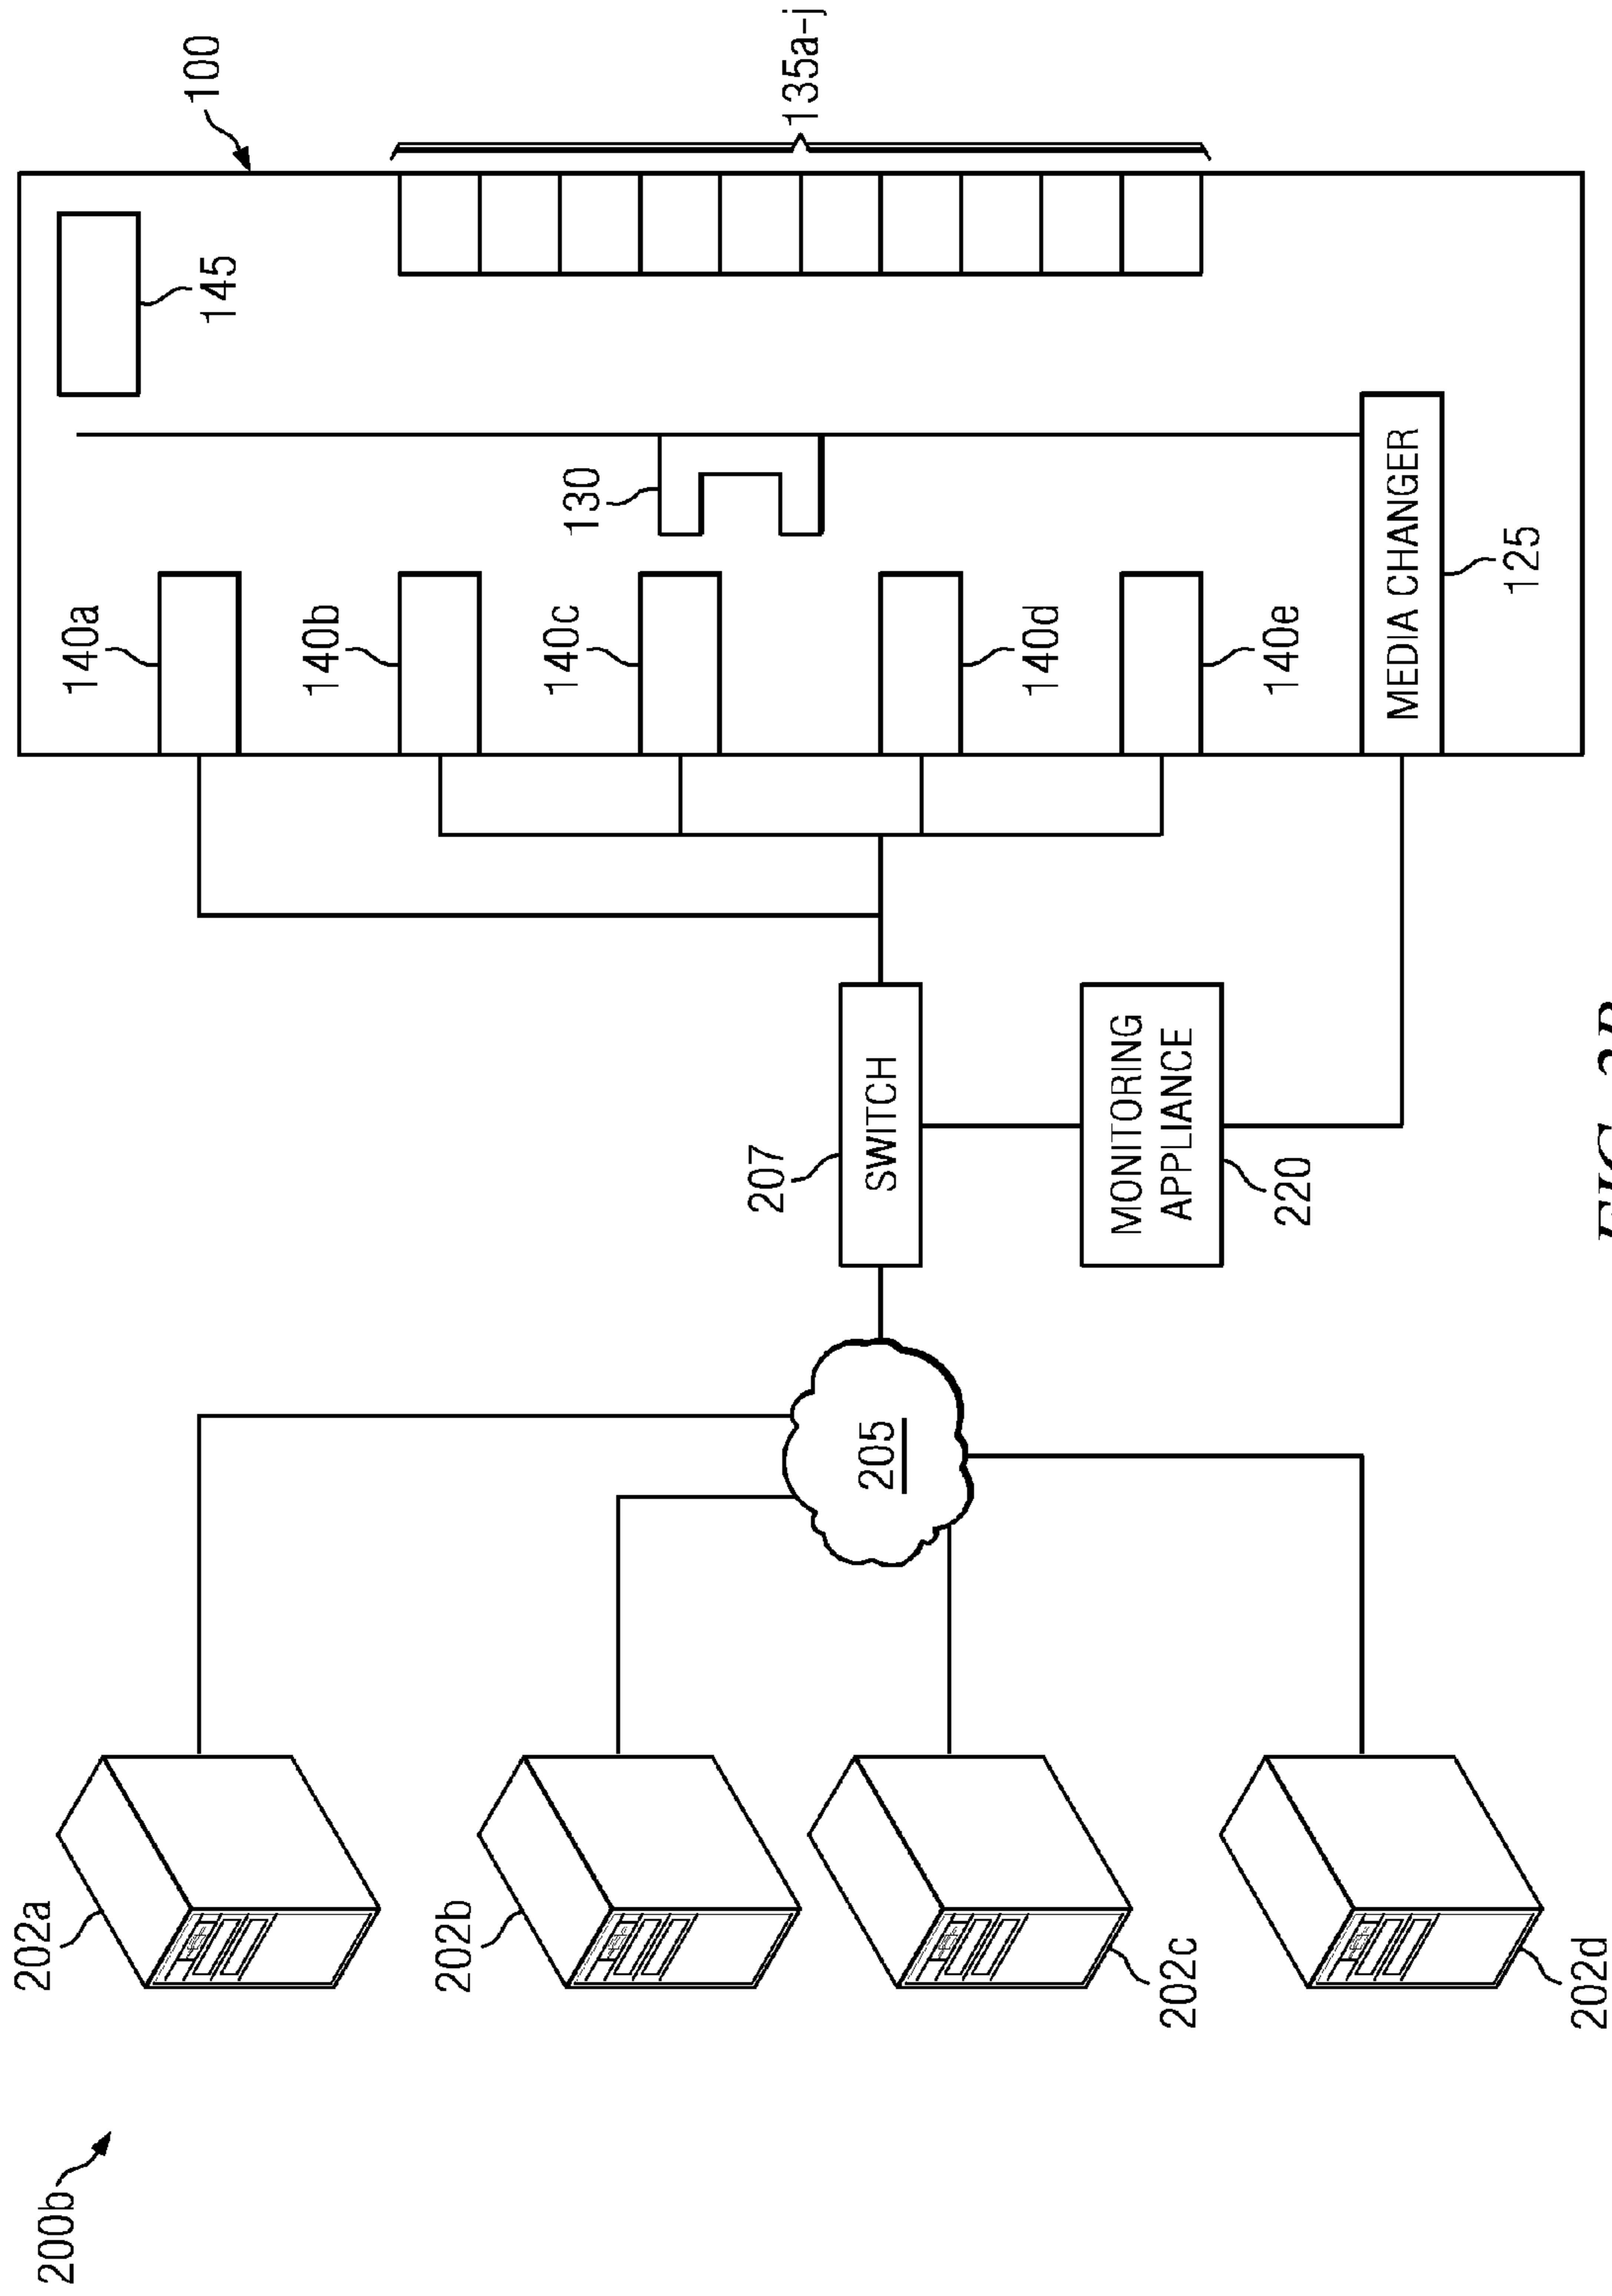 200b
202a
202b
202c
202d
205
207
SWITCH
MONITORING
APPLIANCE
220
140a
140b
140c
140d
140e
130
MEDIA CHANGER
125
145
100
135a-j